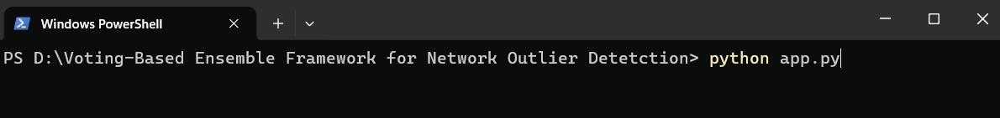 Windows PowerShell
PS D:\Voting-Based Ensemble Framework for Network Outlier Detetction> python app.py